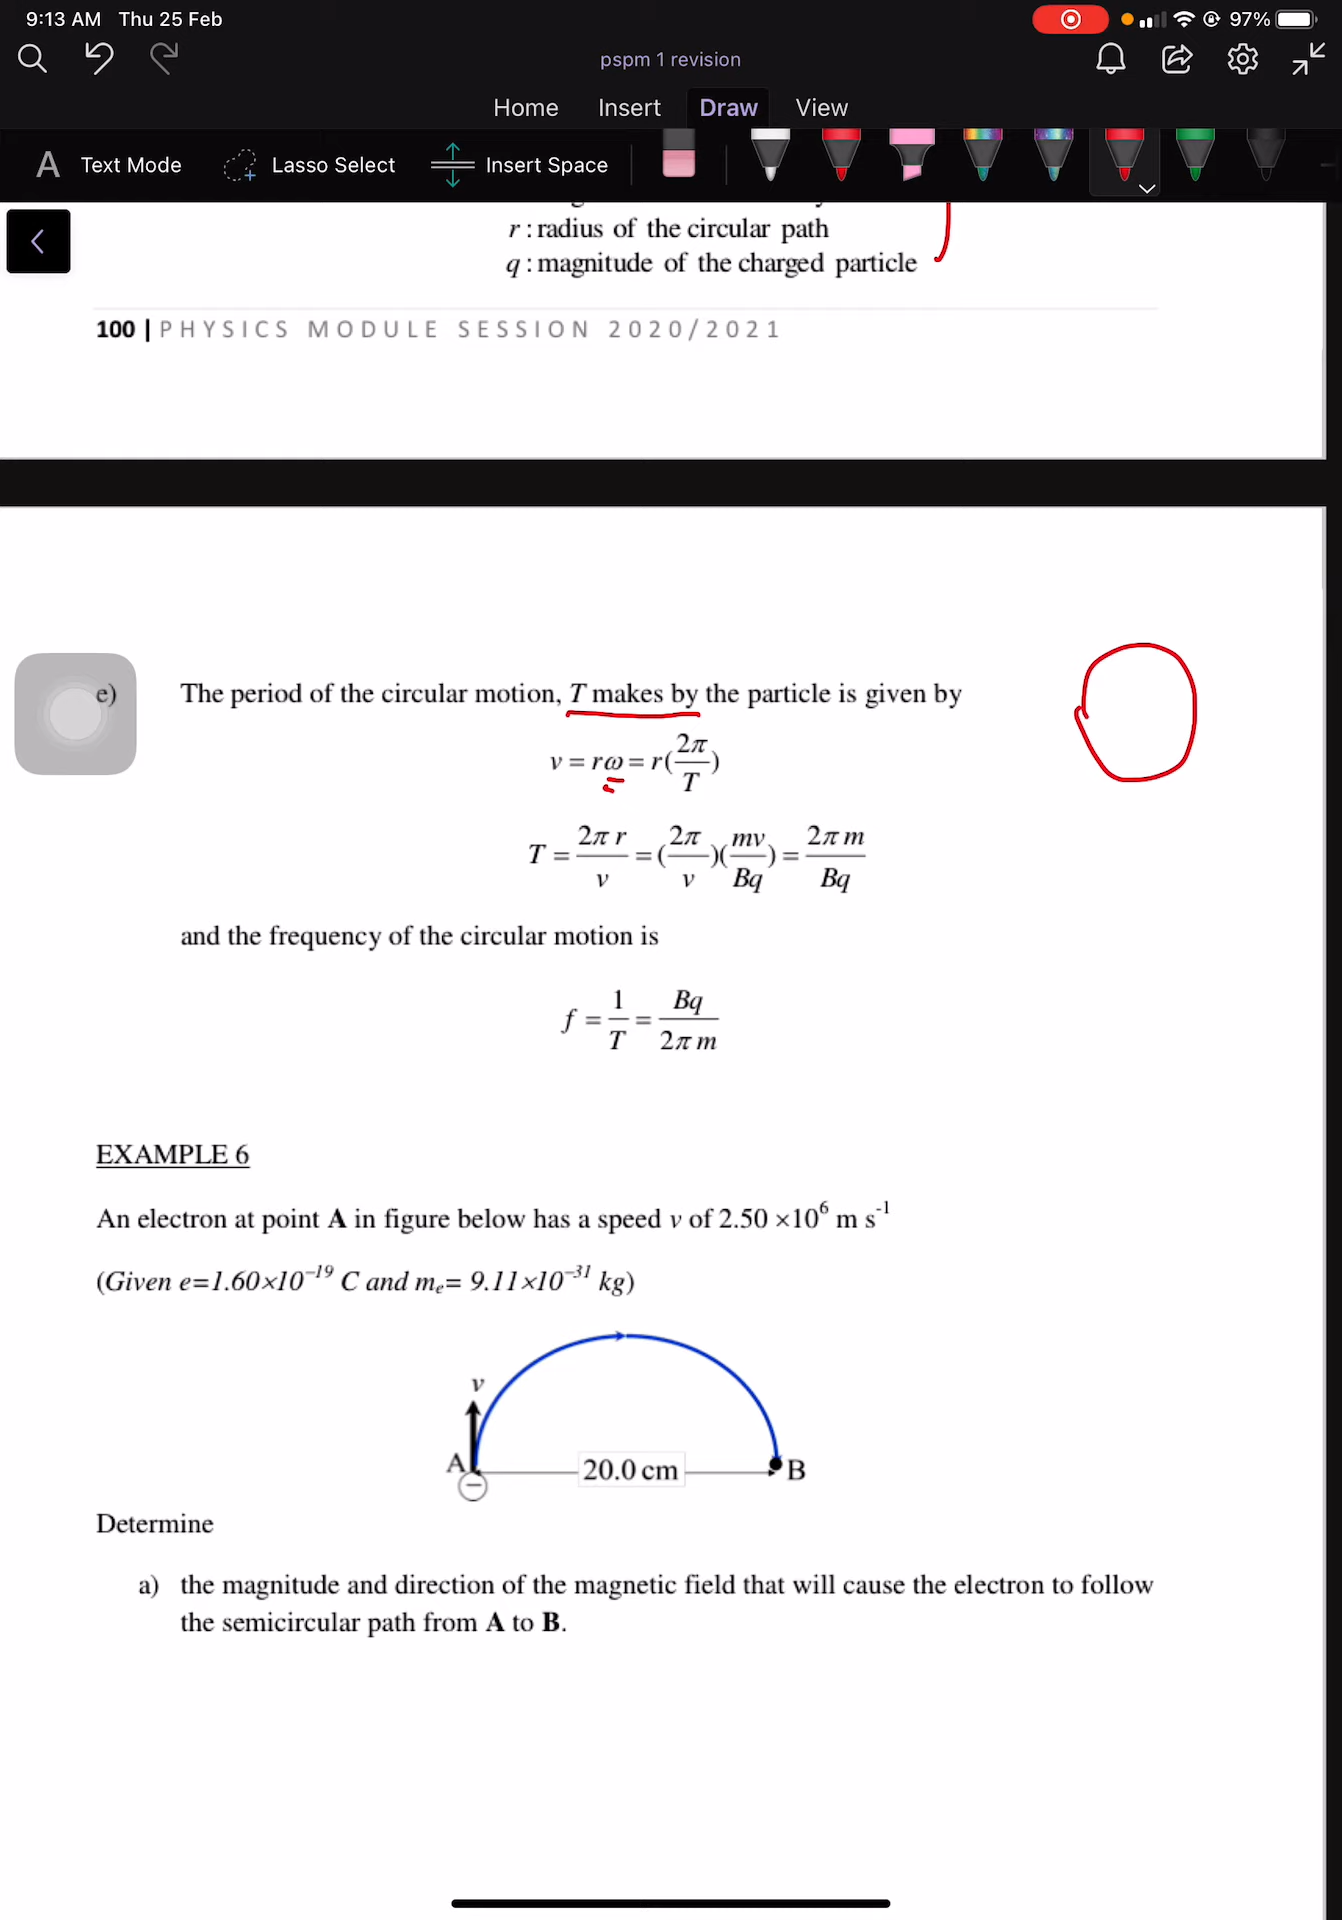 9:13 AM Thu 25 Feb
97%
pspm 1 revision
Home Insert Draw View
A Text Mode Lasso Select Insert Space
r : radius of the circular path
q : magnitude of the charged particle
100 | PHYSICS MODULE SESSION 2020/2021
e) The period of the circular motion, T makes by the particle is given by
v = rω = r(2π/T)
T = 2π r/v = (2π/v)(mv/Bq) = 2π m/Bq
and the frequency of the circular motion is
f = 1/T = Bq/2π m
EXAMPLE 6
An electron at point A in figure below has a speed v of 2.50 ×10⁶ m s⁻¹
(Given e=1.60×10⁻¹⁹ C and mₑ= 9.11×10⁻³¹ kg)
v
A 20.0 cm B
Determine
a) the magnitude and direction of the magnetic field that will cause the electron to follow
the semicircular path from A to B.